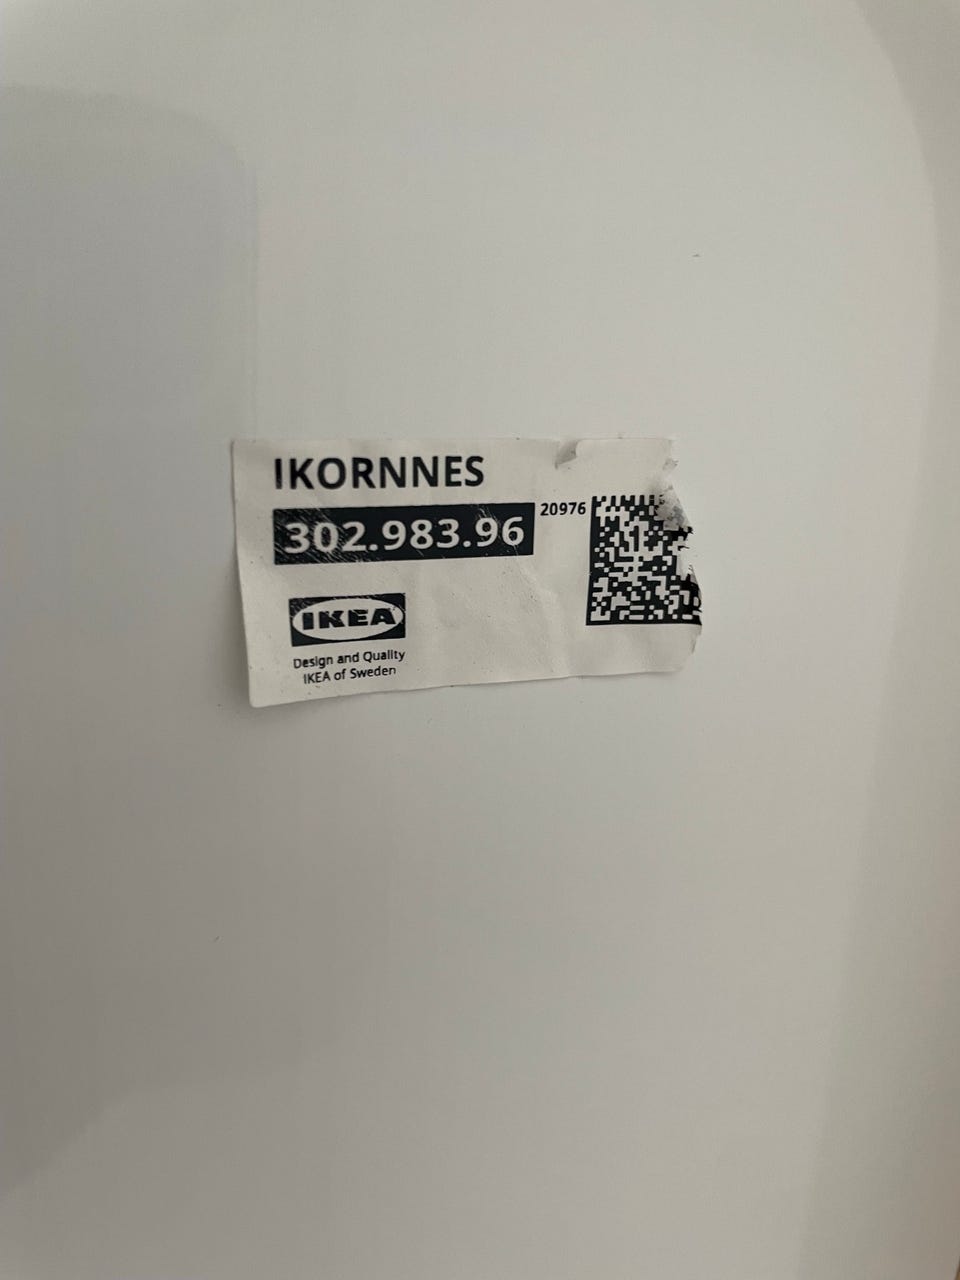 IKORNNES
302.983.96
20976
IKEA
Design and Quality
IKEA of Sweden